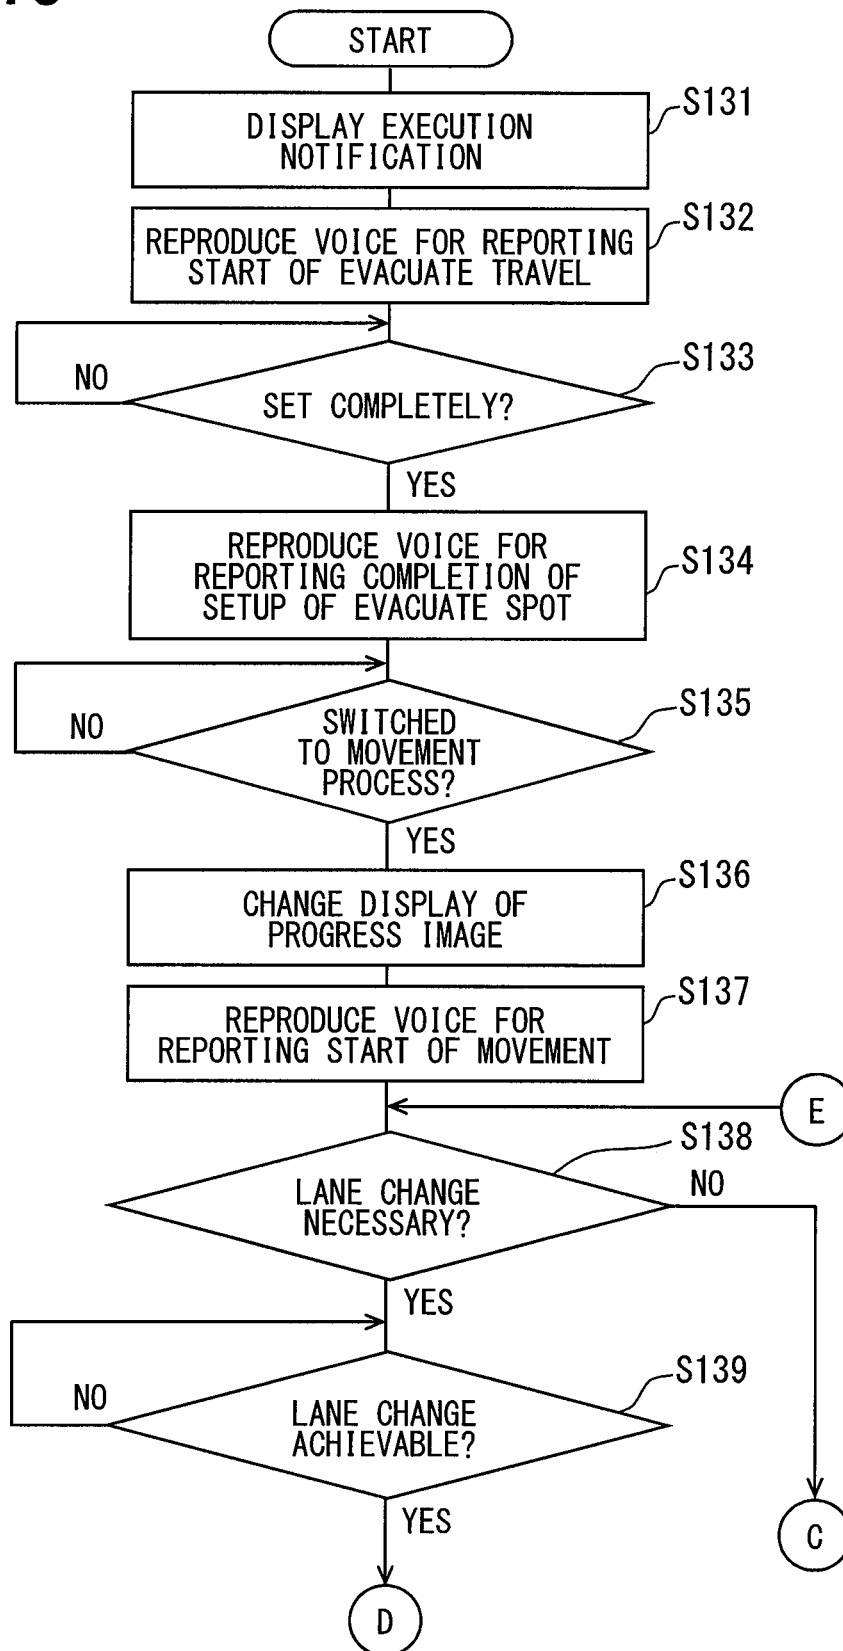 START
S131
DISPLAY EXECUTION
NOTIFICATION
S132
REPRODUCE VOICE FOR REPORTING
START OF EVACUATE TRAVEL
S133
NO
SET COMPLETELY?
YES
REPRODUCE VOICE FOR
REPORTING COMPLETION OF
SETUP OF EVACUATE SPOT
S134
S135
NO
SWITCHED
TO MOVEMENT
PROCESS?
YES
S136
CHANGE DISPLAY OF
PROGRESS IMAGE
S137
REPRODUCE VOICE FOR
REPORTING START OF MOVEMENT
E
S138
LANE CHANGE
NECESSARY?
NO
YES
S139
NO
LANE CHANGE
ACHIEVABLE?
YES
C
D